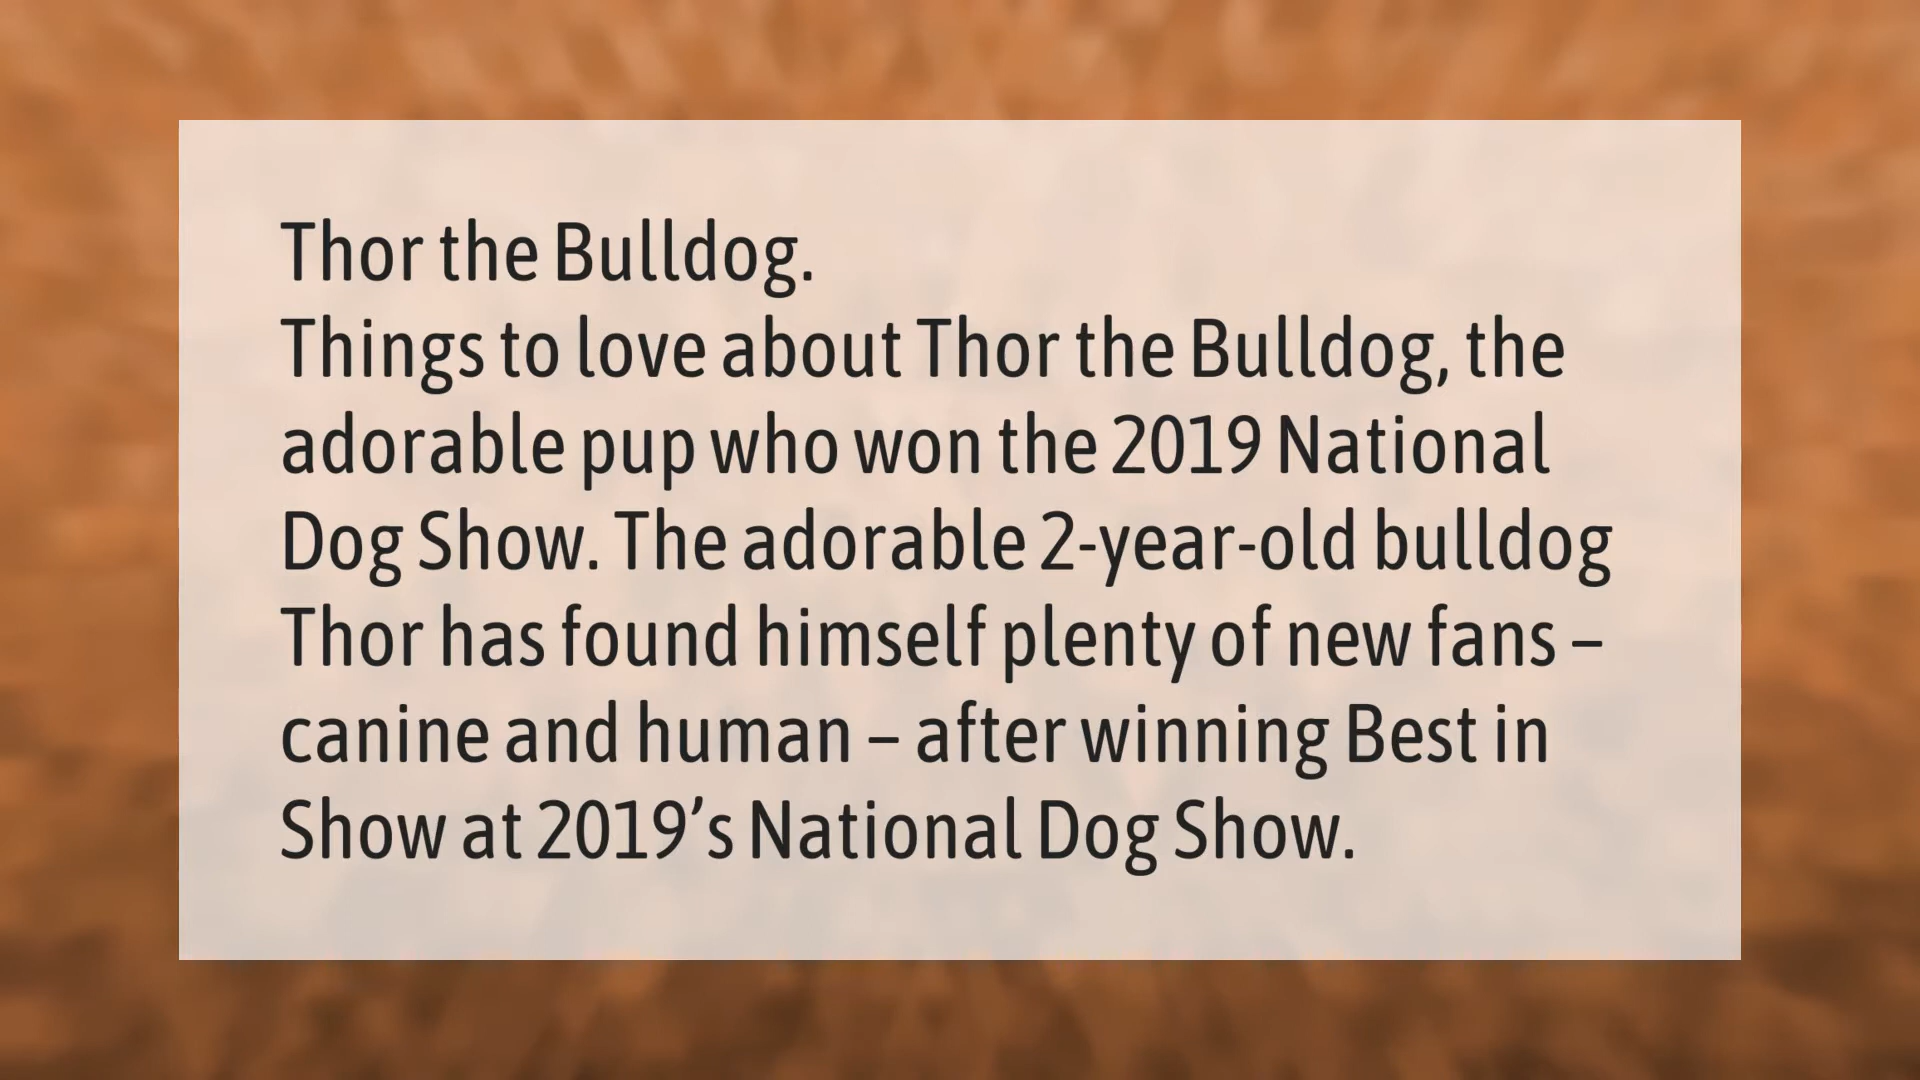 Thor the Bulldog.
Things to love about Thor the Bulldog, the
adorable pup who won the 2019 National
Dog Show. The adorable 2-year-old bulldog
Thor has found himself plenty of new fans –
canine and human – after winning Best in
Show at 2019’s National Dog Show.